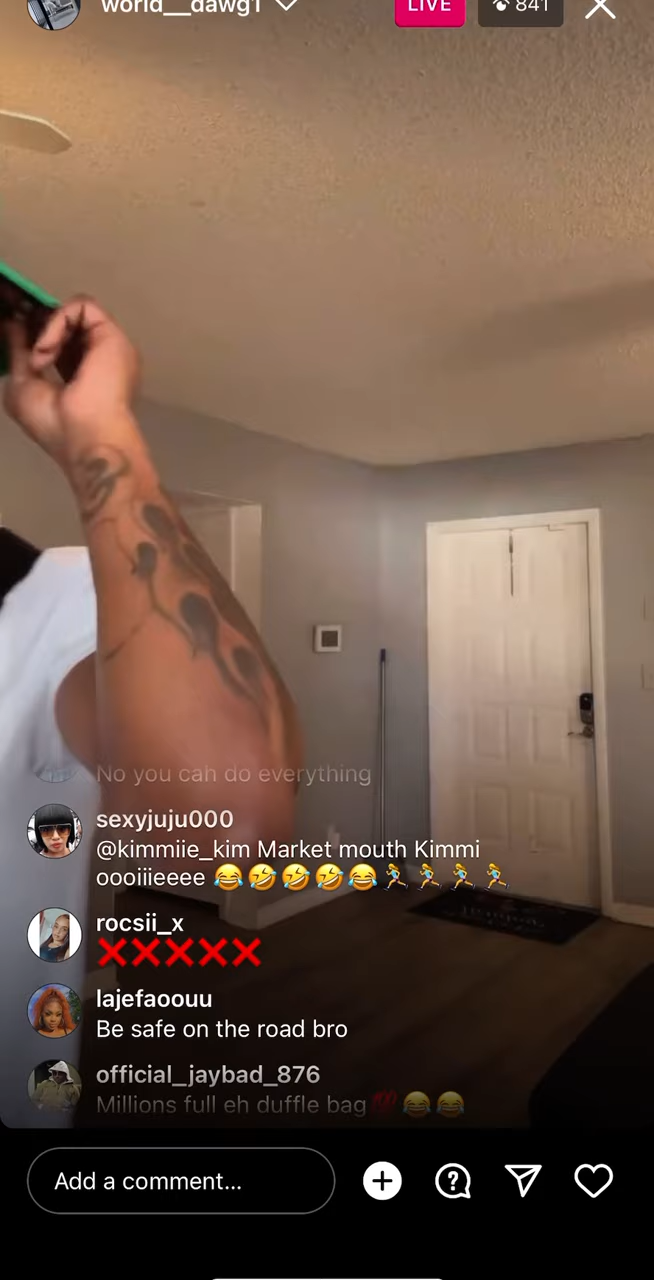 world__dawg1
LIVE
841
No you cah do everything
sexyjuju000
@kimmiie_kim Market mouth Kimmi
oooiiieeee 😂🤣🤣🤣😂🏃‍♀️🏃‍♀️🏃‍♀️🏃‍♀️
rocsii_x
❌❌❌❌❌
lajefaoouu
Be safe on the road bro
official_jaybad_876
Millions full eh duffle bag💯😂😂
Add a comment...